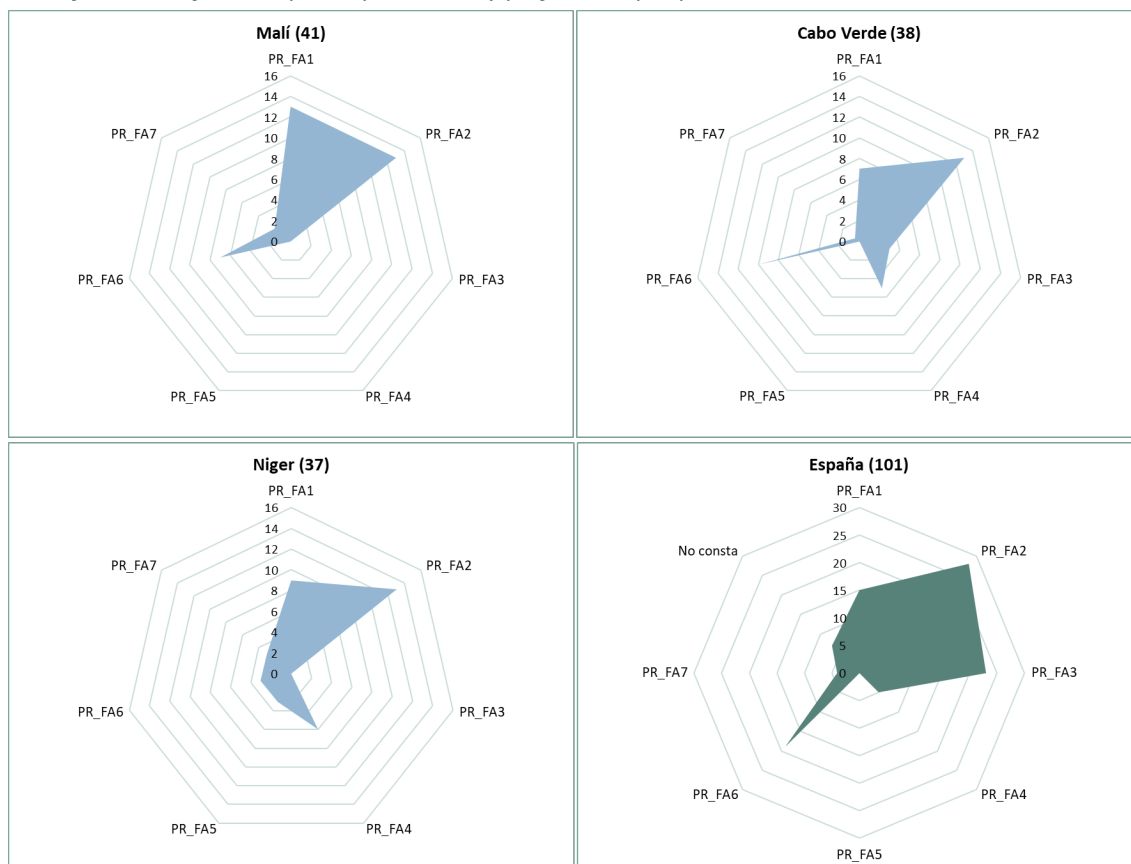 Malí (41)
PR_FA1
16
14
12
10
8
6
4
2
0
PR_FA2
PR_FA3
PR_FA4
PR_FA5
PR_FA6
PR_FA7
Cabo Verde (38)
PR_FA1
16
14
12
10
8
6
4
2
0
PR_FA2
PR_FA3
PR_FA4
PR_FA5
PR_FA6
PR_FA7
Niger (37)
PR_FA1
16
14
12
10
8
6
4
2
0
PR_FA2
PR_FA3
PR_FA4
PR_FA5
PR_FA6
PR_FA7
España (101)
PR_FA1
30
25
20
15
10
5
0
PR_FA2
PR_FA3
PR_FA4
PR_FA5
PR_FA6
PR_FA7
No consta